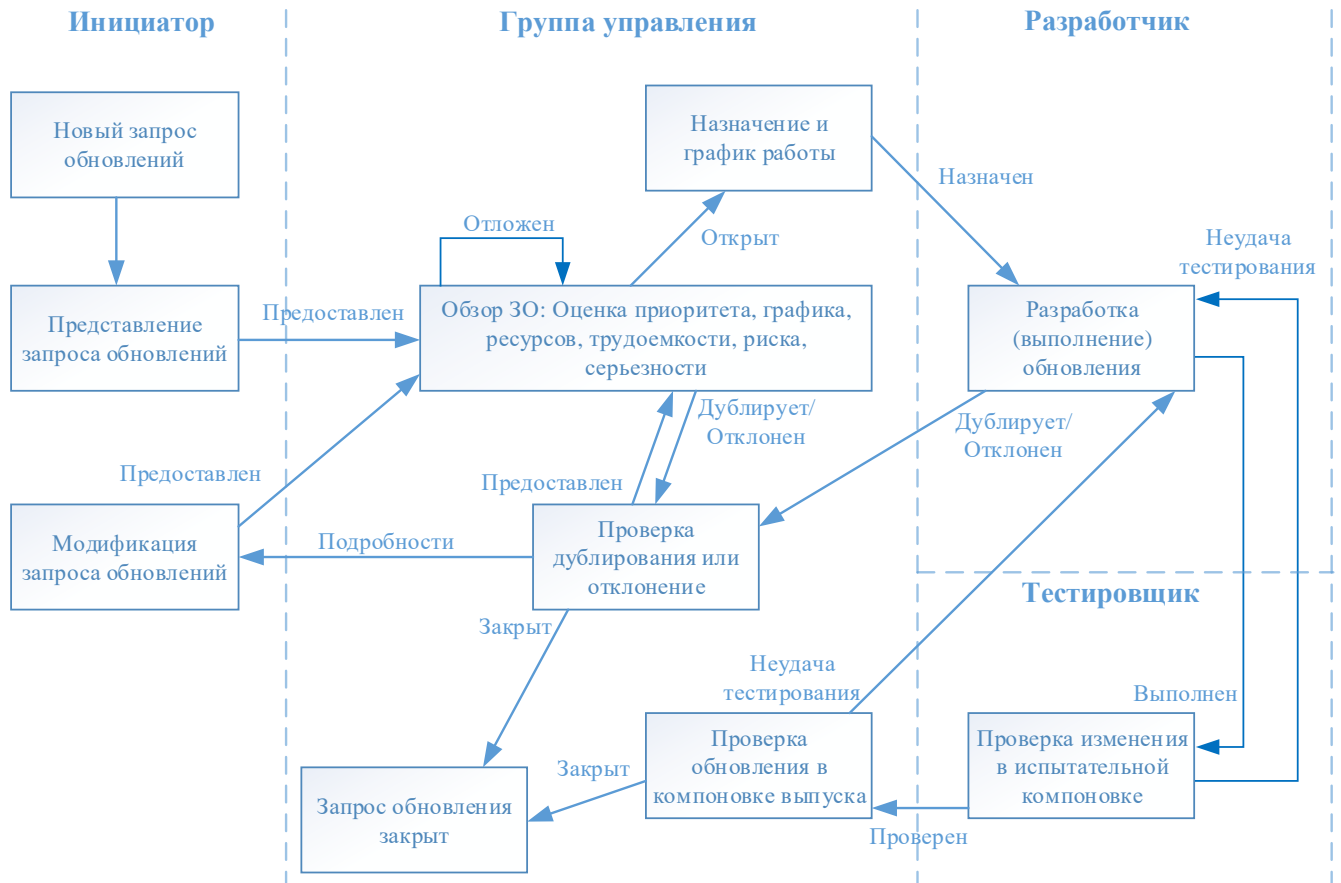 Инициатор
Группа управления
Разработчик
Новый запрос
обновлений
Назначение и
график работы
Назначен
Отложен
Открыт
Неудача
тестирования
Представление
запроса обновлений
Предоставлен
Обзор ЗО: Оценка приоритета, графика,
ресурсов, трудоемкости, риска,
серьезности
Разработка
(выполнение)
обновления
Дублирует/
Отклонен
Дублирует/
Отклонен
Предоставлен
Предоставлен
Модификация
запроса обновлений
Подробности
Проверка
дублирования или
отклонение
Тестировщик
Закрыт
Неудача
тестирования
Выполнен
Проверка
обновления в
компоновке выпуска
Проверка изменения
в испытательной
компоновке
Закрыт
Запрос обновления
закрыт
Проверен